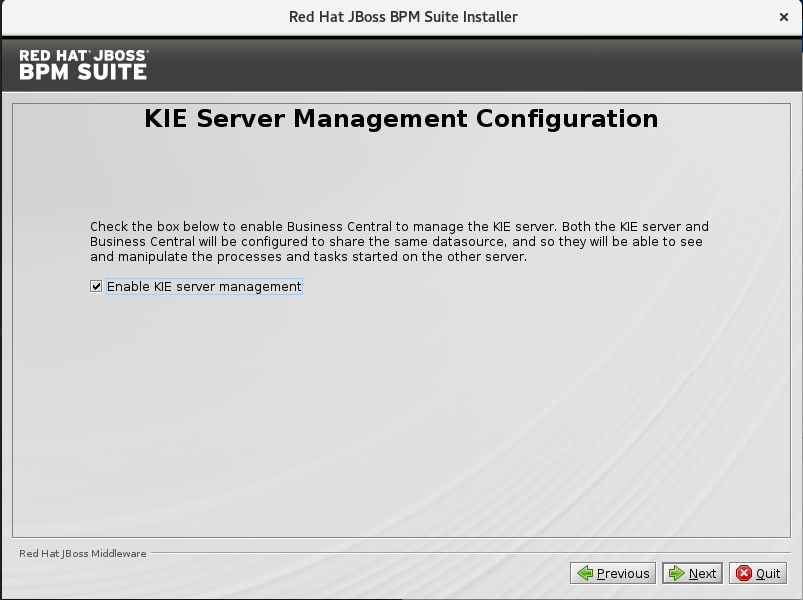 Red Hat JBoss BPM Suite Installer
RED HAT® JBOSS®
BPM SUITE
KIE Server Management Configuration
Check the box below to enable Business Central to manage the KIE server. Both the KIE server and
Business Central will be configured to share the same datasource, and so they will be able to see
and manipulate the processes and tasks started on the other server.
Enable KIE server management
Red Hat JBoss Middleware
Previous Next Quit